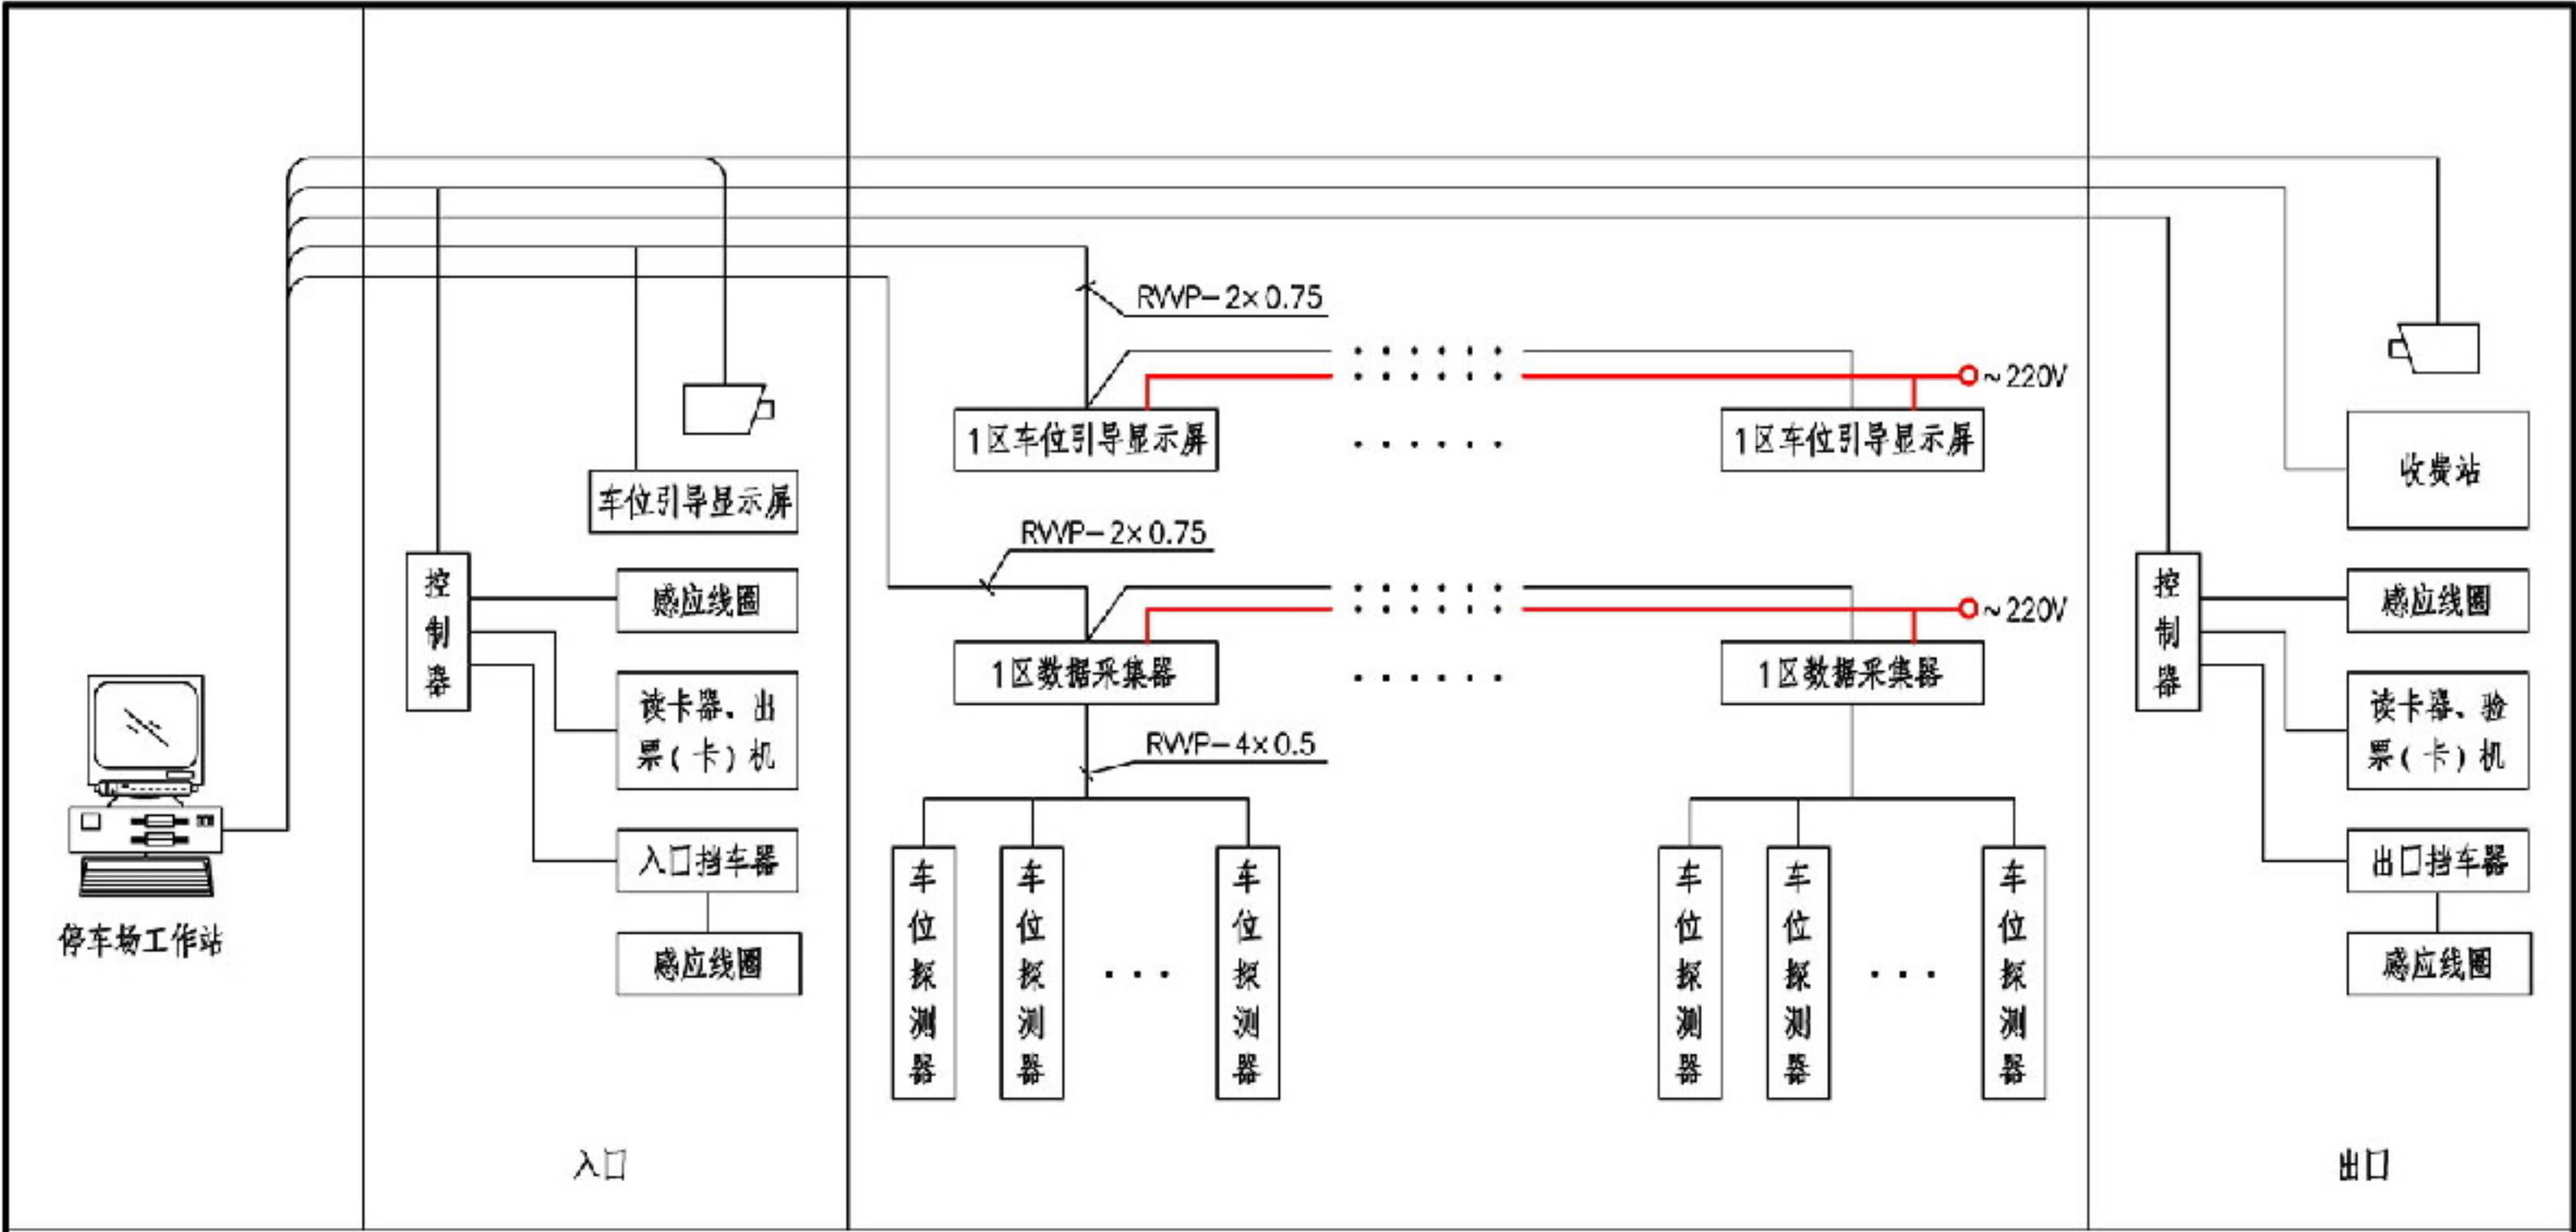 停车场工作站
车位引导显示屏
控制器
感应线圈
读卡器、出
票(卡)机
入口挡车器
感应线圈
入口
RVVP-2×0.75
~220V
1区车位引导显示屏
1区车位引导显示屏
RVVP-2×0.75
~220V
1区数据采集器
1区数据采集器
RVVP-4×0.5
车位探测器
车位探测器
车位探测器
车位探测器
车位探测器
车位探测器
收费站
控制器
感应线圈
读卡器、验
票(卡)机
出口挡车器
感应线圈
出口